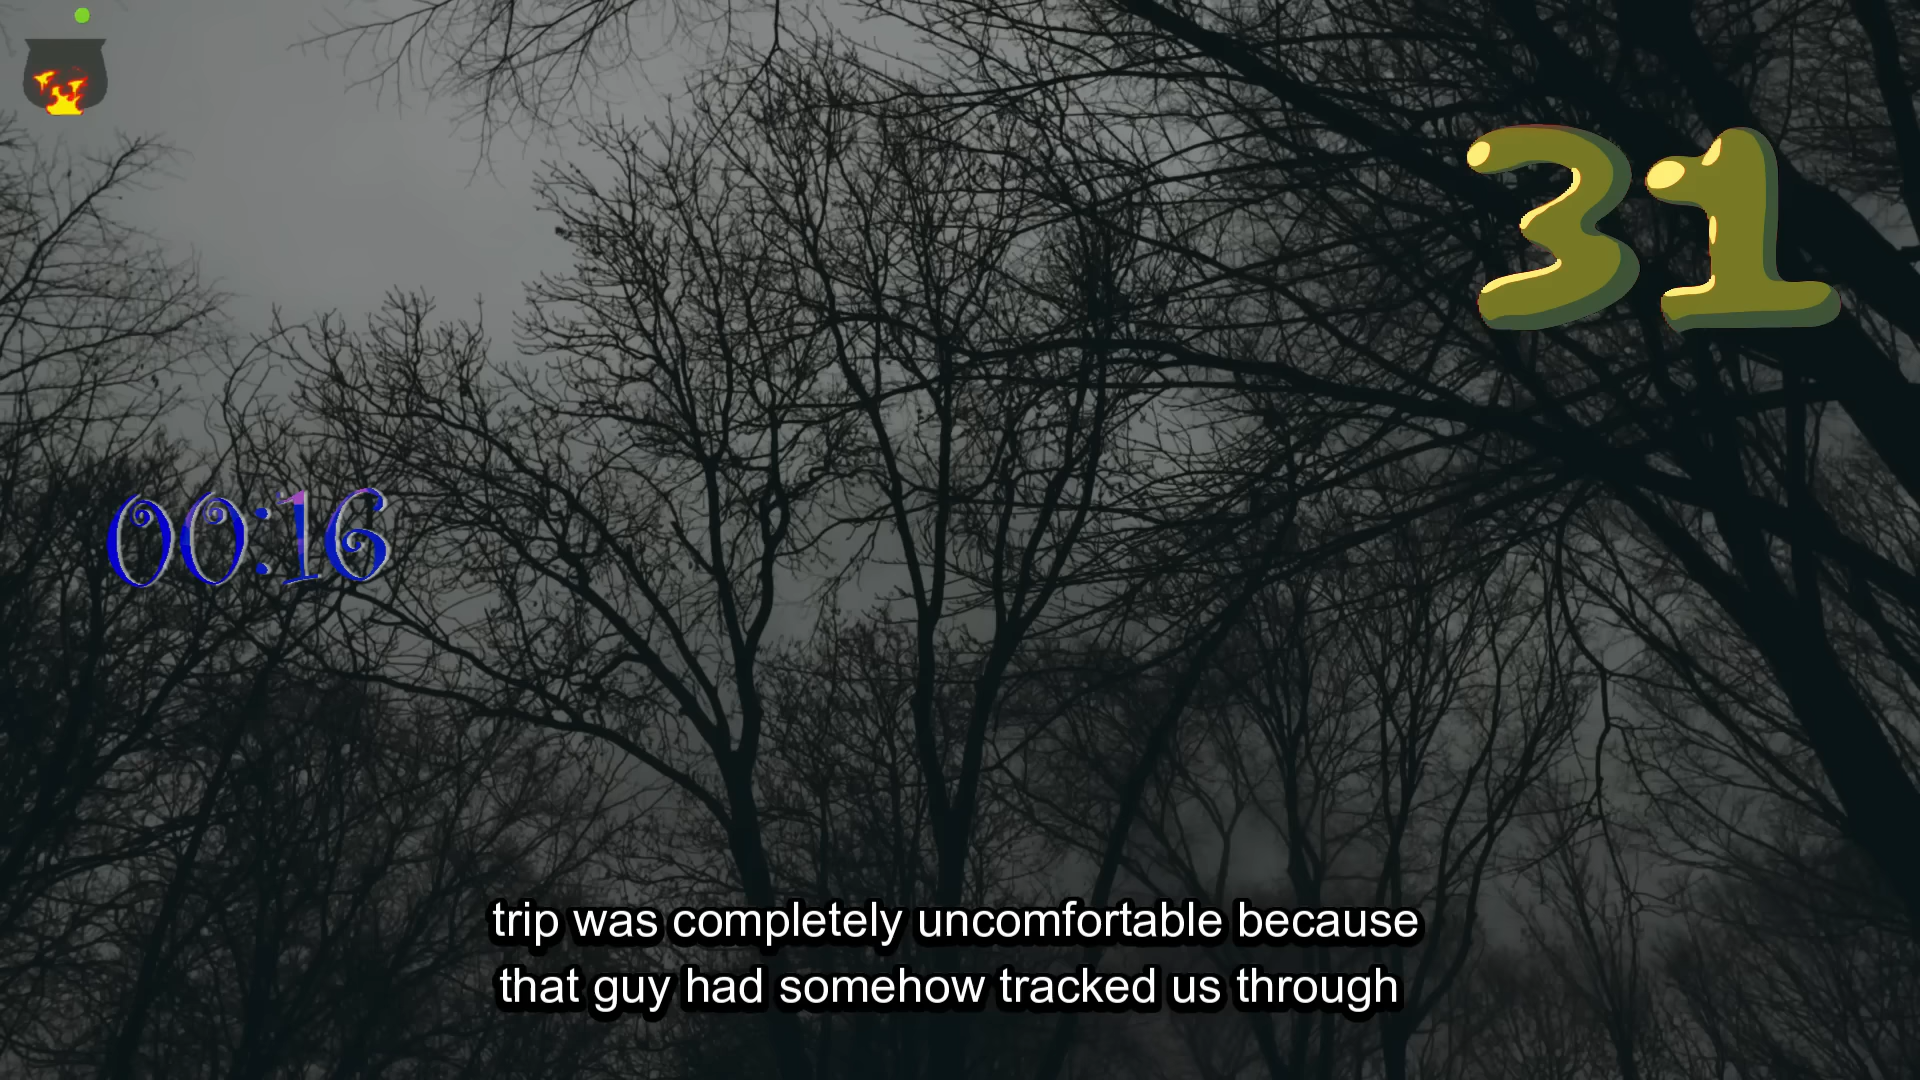 31
00:16
trip was completely uncomfortable because
that guy had somehow tracked us through